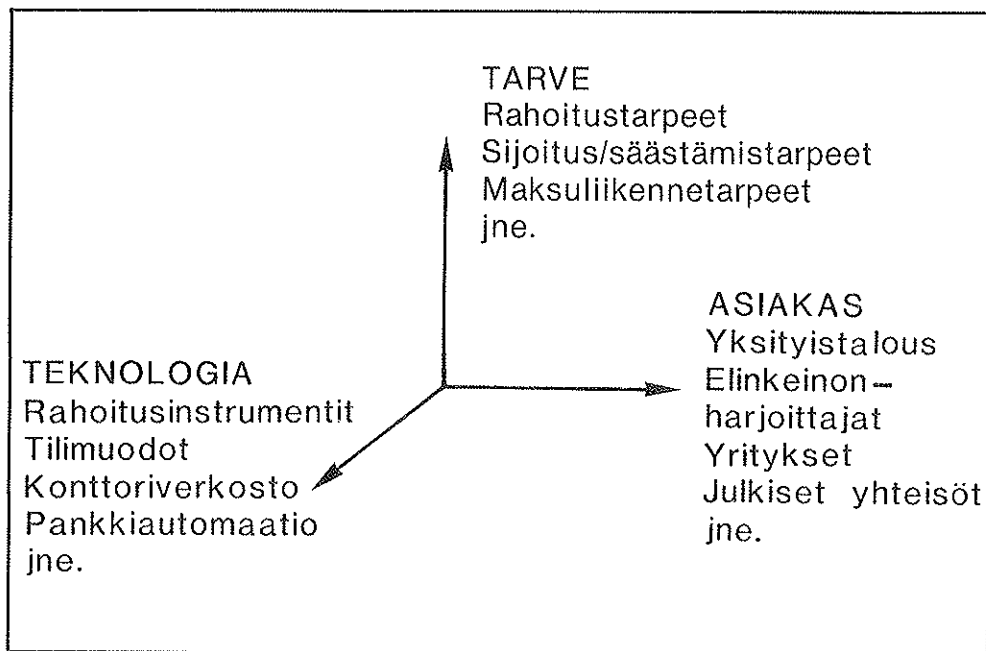 TARVE
Rahoitustarpeet
Sijoitus/säästämistarpeet
Maksuliikennetarpeet
jne.
ASIAKAS
Yksityistalous
Elinkeinon–
harjoittajat
Yritykset
Julkiset yhteisöt
jne.
TEKNOLOGIA
Rahoitusinstrumentit
Tilimuodot
Konttoriverkosto
Pankkiautomaatio
jne.